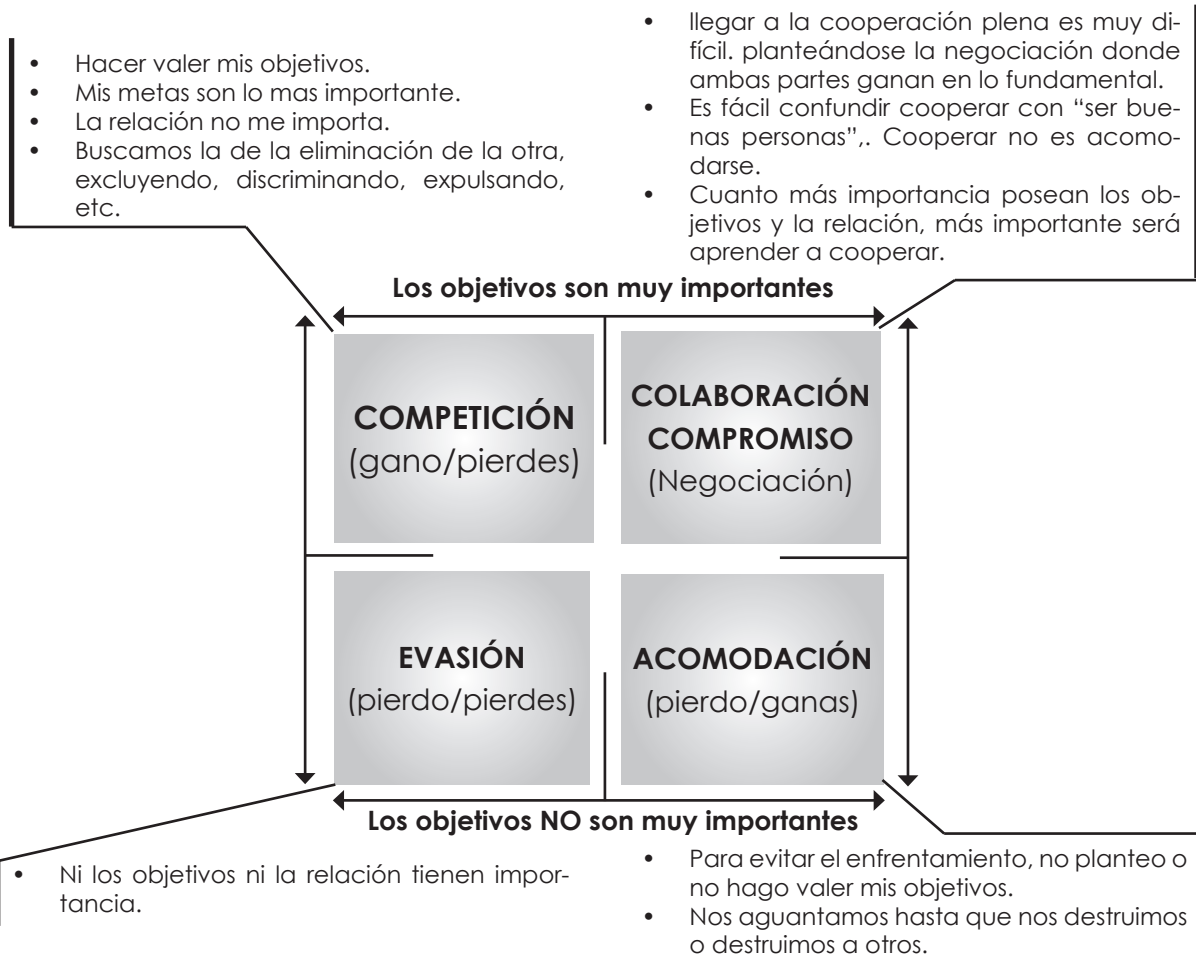 • Hacer valer mis objetivos.
• Mis metas son lo mas importante.
• La relación no me importa.
• Buscamos la de la eliminación de la otra,
excluyendo, discriminando, expulsando,
etc.
• llegar a la cooperación plena es muy di-
fícil. planteándose la negociación donde
ambas partes ganan en lo fundamental.
• Es fácil confundir cooperar con “ser bue-
nas personas”,. Cooperar no es acomo-
darse.
• Cuanto más importancia posean los ob-
jetivos y la relación, más importante será
aprender a cooperar.
Los objetivos son muy importantes
COMPETICIÓN
(gano/pierdes)
COLABORACIÓN
COMPROMISO
(Negociación)
EVASIÓN
(pierdo/pierdes)
ACOMODACIÓN
(pierdo/ganas)
Los objetivos NO son muy importantes
• Ni los objetivos ni la relación tienen impor-
tancia.
• Para evitar el enfrentamiento, no planteo o
no hago valer mis objetivos.
• Nos aguantamos hasta que nos destruimos
o destruimos a otros.